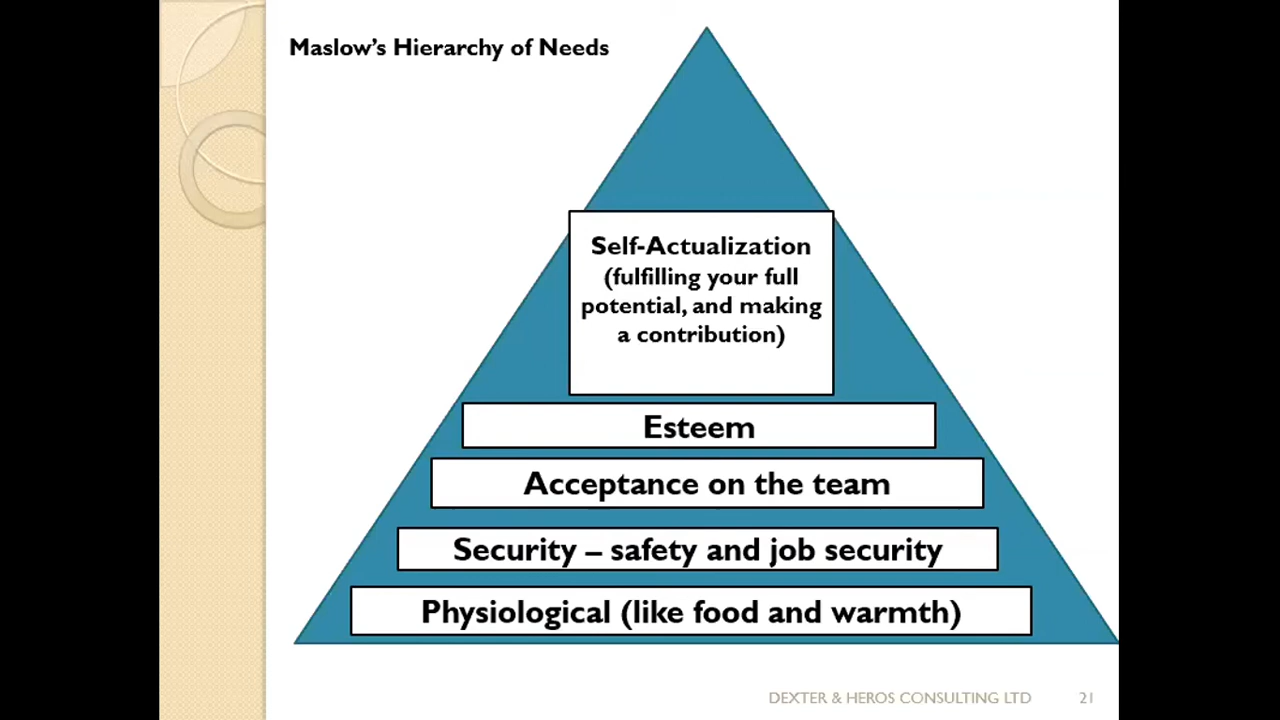 Maslow’s Hierarchy of Needs
Self-Actualization
(fulfilling your full
potential, and making
a contribution)
Esteem
Acceptance on the team
Security – safety and job security
Physiological (like food and warmth)
DEXTER & HEROS CONSULTING LTD
21